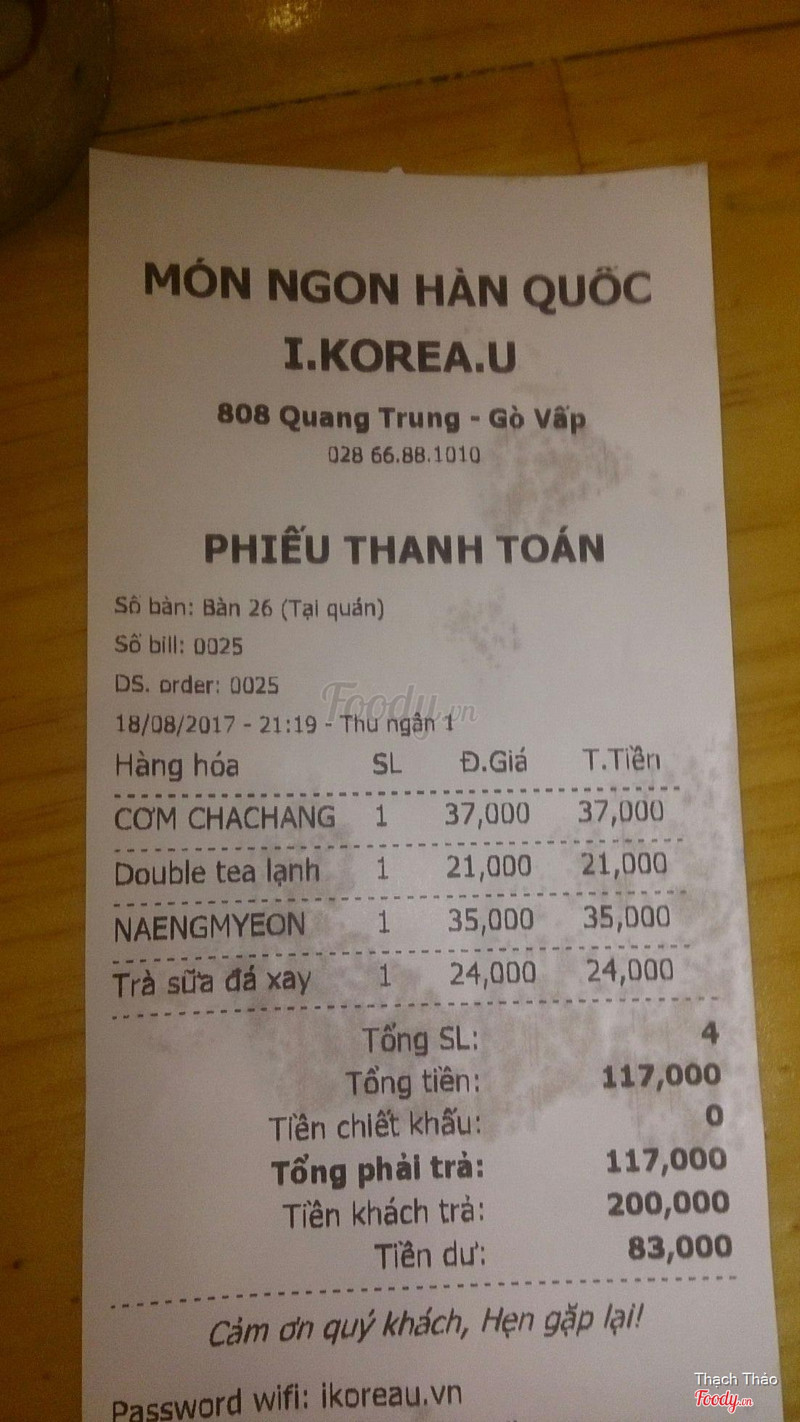 MÓN NGON HÀN QUỐC
I.KOREA.U
808 Quang Trung - Gò Vấp
028 66.88.1010
PHIẾU THANH TOÁN
Số bàn: Bàn 26 (Tại quán)
Số bill: 0025
DS. order: 0025
Foody.vn
18/08/2017 - 21:19 - Thu ngân 1
Hàng hóa SL Đ.Giá T.Tiền
CƠM CHACHANG 1 37,000 37,000
Double tea lạnh 1 21,000 21,000
NAENGMYEON 1 35,000 35,000
Trà sữa đá xay 1 24,000 24,000
Tổng SL: 4
Tổng tiền: 117,000
Tiền chiết khấu: 0
Tổng phải trả: 117,000
Tiền khách trả: 200,000
Tiền dư: 83,000
Cảm ơn quý khách, Hẹn gặp lại!
Password wifi: ikoreau.vn
Thạch Thảo
Foody.vn